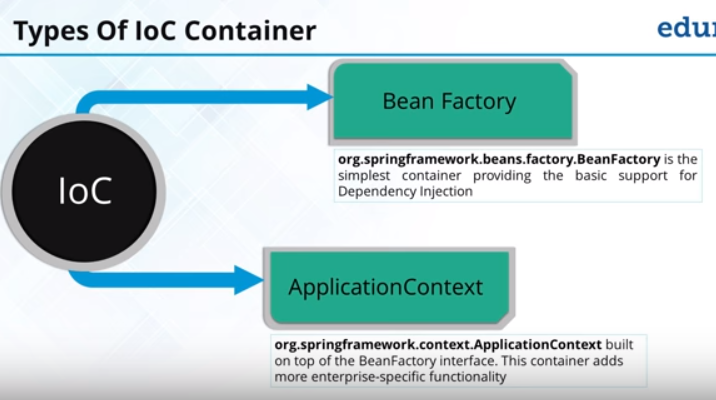 Types Of IoC Container
Bean Factory
org.springframework.beans.factory.BeanFactory is the
simplest container providing the basic support for
Dependency Injection
IoC
ApplicationContext
org.springframework.context.ApplicationContext built
on top of the BeanFactory interface. This container adds
more enterprise-specific functionality